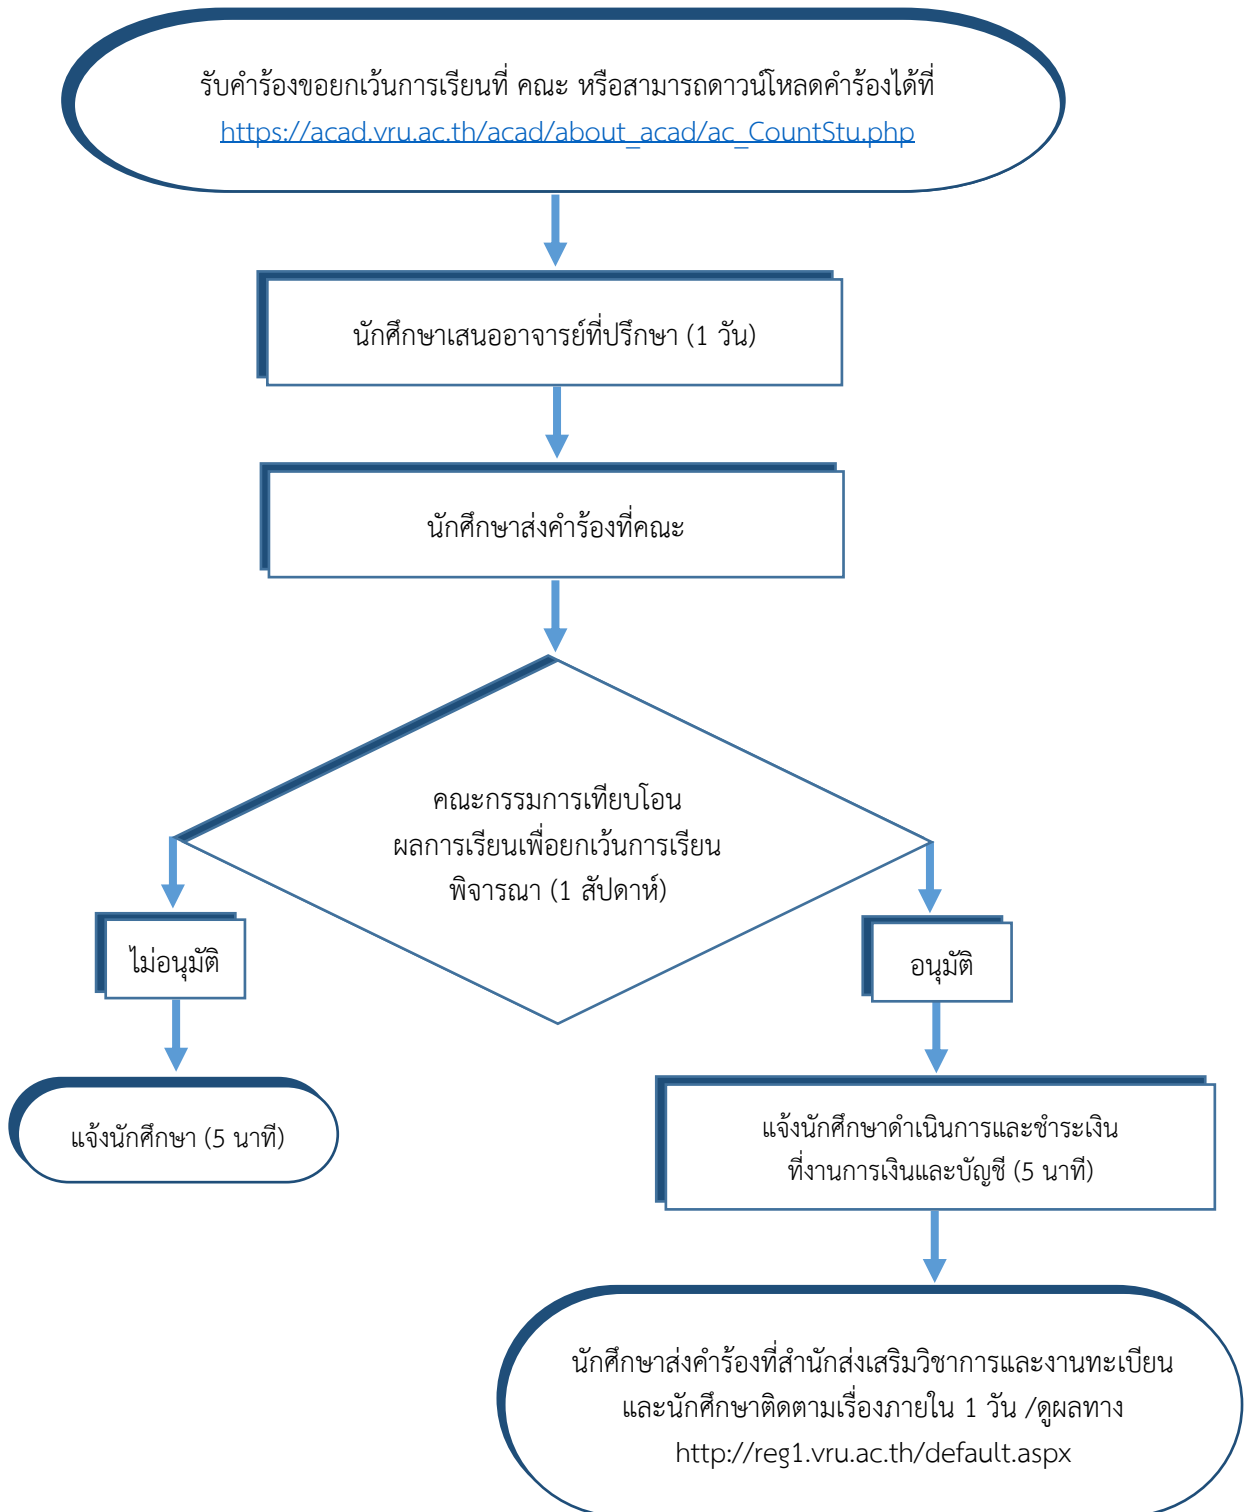 รับคำร้องขอยกเว้นการเรียนที่ คณะ หรือสามารถดาวน์โหลดคำร้องได้ที่
https://acad.vru.ac.th/acad/about_acad/ac_CountStu.php
นักศึกษาเสนออาจารย์ที่ปรึกษา (1 วัน)
นักศึกษาส่งคำร้องที่คณะ
คณะกรรมการเทียบโอน
ผลการเรียนเพื่อยกเว้นการเรียน
พิจารณา (1 สัปดาห์)
ไม่อนุมัติ
อนุมัติ
แจ้งนักศึกษา (5 นาที)
แจ้งนักศึกษาดำเนินการและชำระเงิน
ที่งานการเงินและบัญชี (5 นาที)
นักศึกษาส่งคำร้องที่สำนักส่งเสริมวิชาการและงานทะเบียน
และนักศึกษาติดตามเรื่องภายใน 1 วัน /ดูผลทาง
http://reg1.vru.ac.th/default.aspx